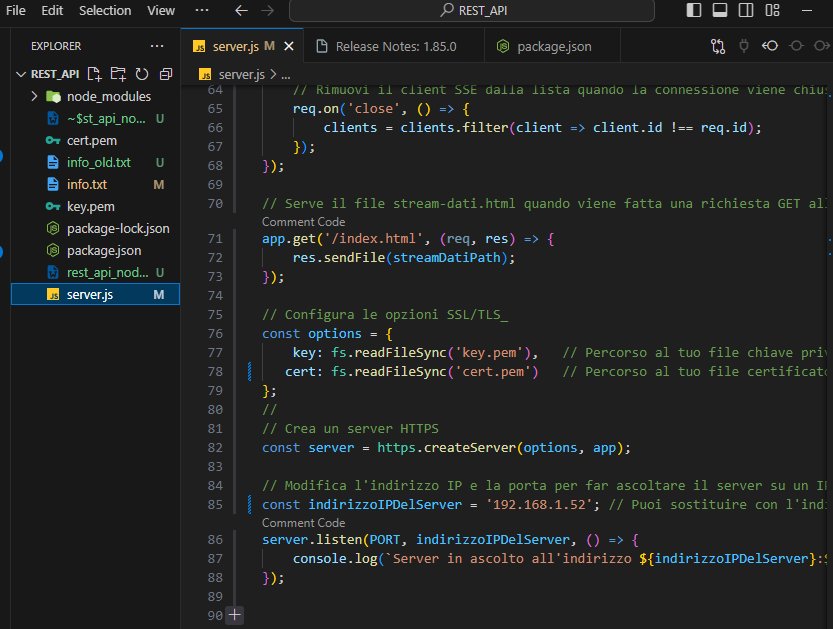 File Edit Selection View ··· REST_API
EXPLORER ···
REST_API
node_modules
~$st_api_no... U
cert.pem
info_old.txt U
info.txt M
key.pem
package-lock.json
package.json
rest_api_nod... U
server.js M
server.js M Release Notes: 1.85.0 package.json
server.js > ...
64 // Rimuovi il client SSE dalla lista quando la connessione viene chiu
65 req.on('close', () => {
66 clients = clients.filter(client => client.id !== req.id);
67 });
68 });
69
70 // Serve il file stream-dati.html quando viene fatta una richiesta GET al
Comment Code
71 app.get('/index.html', (req, res) => {
72 res.sendFile(streamDatiPath);
73 });
74
75 // Configura le opzioni SSL/TLS_
76 const options = {
77 key: fs.readFileSync('key.pem'), // Percorso al tuo file chiave pri
78 cert: fs.readFileSync('cert.pem') // Percorso al tuo file certificat
79 };
80 //
81 // Crea un server HTTPS
82 const server = https.createServer(options, app);
83
84 // Modifica l'indirizzo IP e la porta per far ascoltare il server su un I
85 const indirizzoIPDelServer = '192.168.1.52'; // Puoi sostituire con l'ind
Comment Code
86 server.listen(PORT, indirizzoIPDelServer, () => {
87 console.log(`Server in ascolto all'indirizzo ${indirizzoIPDelServer}:
88 });
89
90